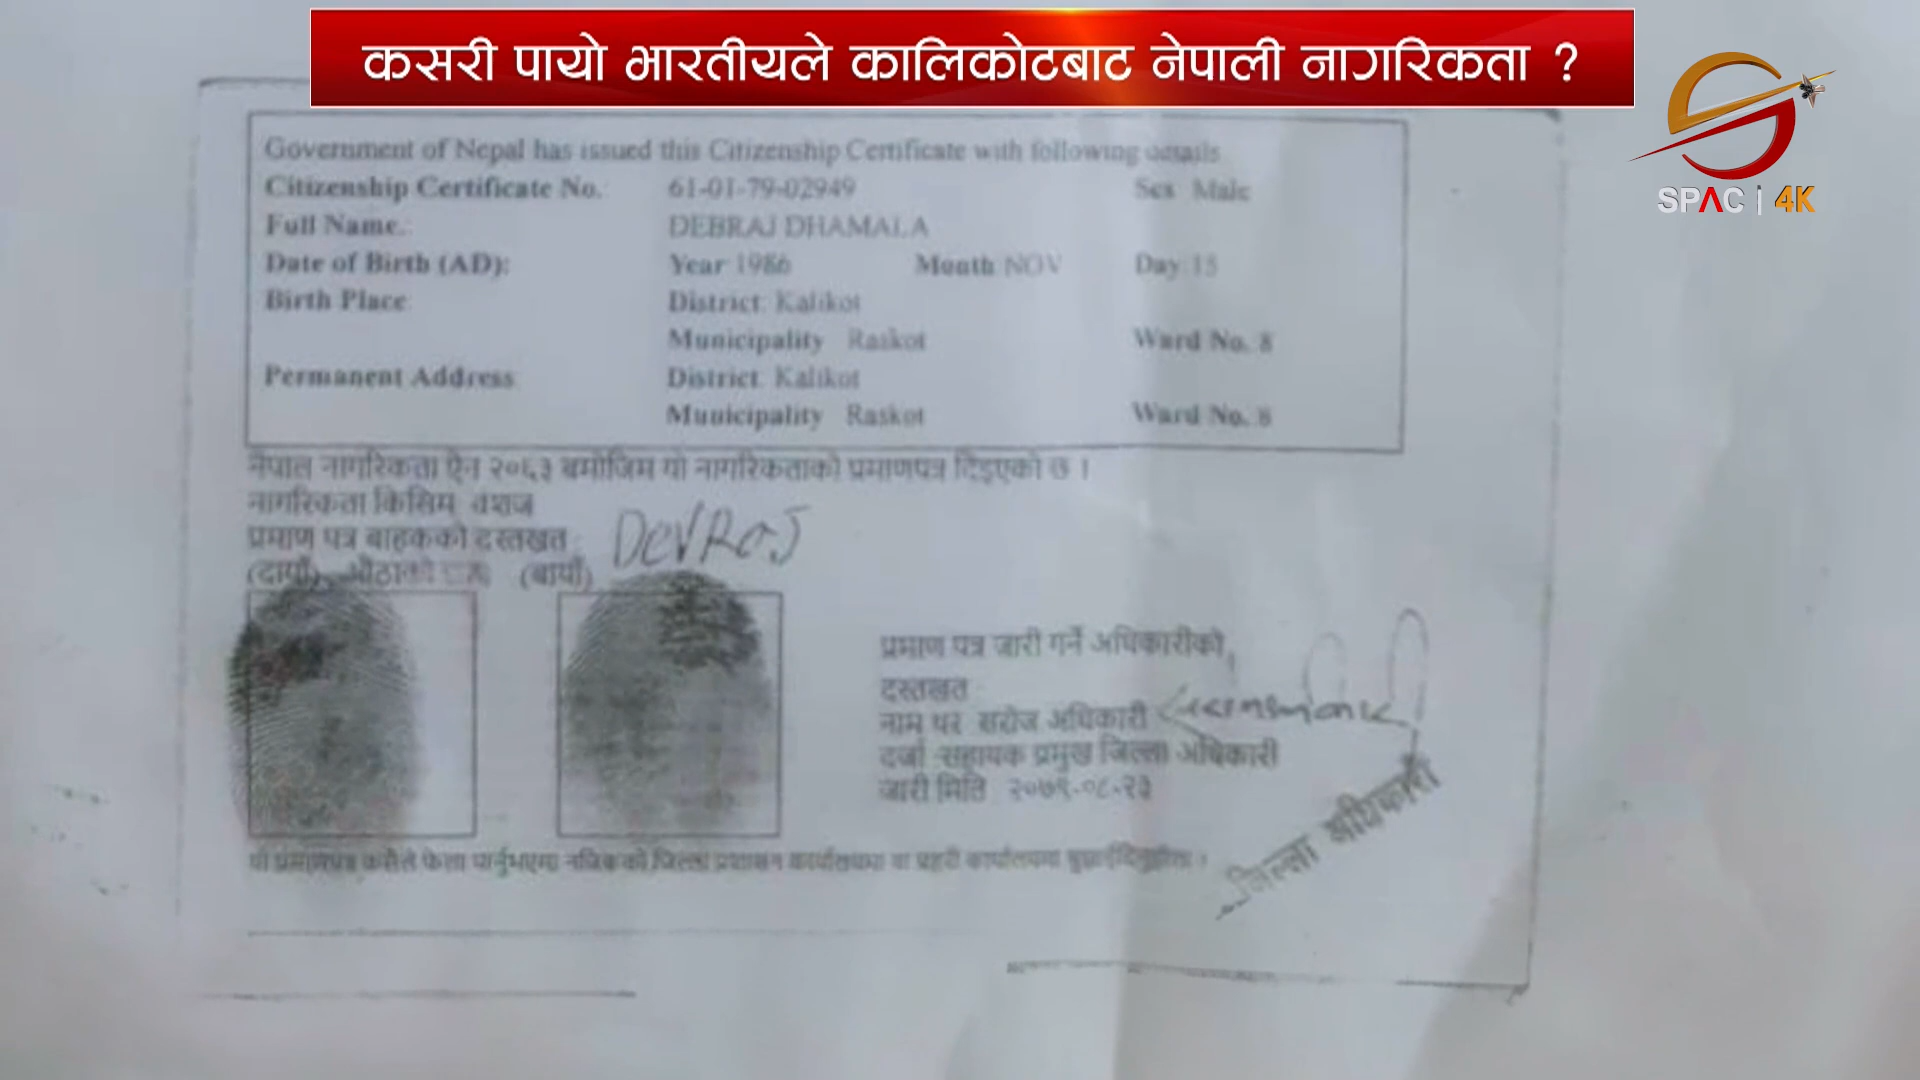 कसरी पायो भारतीयले कालिकोटबाट नेपाली नागरिकता ?
SPAC | 4K
Government of Nepal has issued this Citizenship Certificate with following details
Citizenship Certificate No.: 61-01-79-02949 Sex Male
Full Name.: DEBRAJ DHAMALA
Date of Birth (AD): Year 1986 Month NOV Day 15
Birth Place District Kalikot
Municipality Raskot Ward No. 8
Permanent Address District Kalikot
Municipality Raskot Ward No. 8
नेपाल नागरिकता ऐन २०६३ बमोजिम यो नागरिकताको प्रमाणपत्र दिइएको छ ।
नागरिकता किसिम वंशज
प्रमाण पत्र बाहकको दस्तखत : DevRaj
(दायाँ) औंठाको (बायाँ)
प्रमाण पत्र जारी गर्ने अधिकारीको
दस्तखत
नाम थर सरोज अधिकारी
दर्जा सहायक प्रमुख जिल्ला अधिकारी
जारी मिति २०७९-०८-२३
यो प्रमाणपत्र कसैले फेला पार्नुभएमा नजिकको जिल्ला प्रशासन कार्यालयमा वा प्रहरी कार्यालयमा
जिल्ला अधिकारी